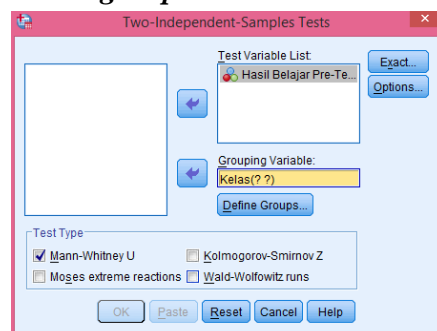 Two-Independent-Samples Tests
Test Variable List:
Hasil Belajar Pre-Te...
Exact...
Options...
Grouping Variable:
Kelas(? ?)
Define Groups...
Test Type
Mann-Whitney U
Kolmogorov-Smirnov Z
Moses extreme reactions
Wald-Wolfowitz runs
OK
Paste
Reset
Cancel
Help